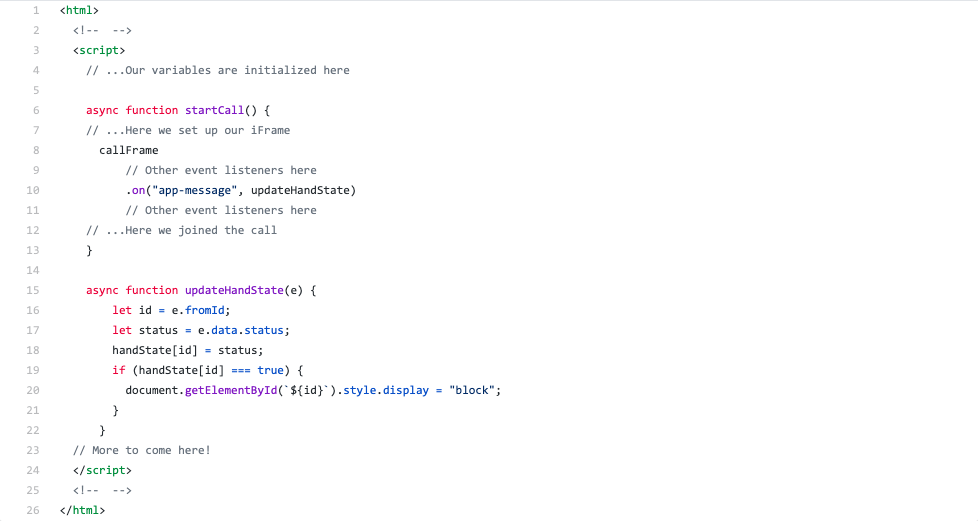 1 <html>
2 <!--  -->
3 <script>
4 // ...Our variables are initialized here
5
6 async function startCall() {
7 // ...Here we set up our iFrame
8 callFrame
9 // Other event listeners here
10 .on("app-message", updateHandState)
11 // Other event listeners here
12 // ...Here we joined the call
13 }
14
15 async function updateHandState(e) {
16 let id = e.fromId;
17 let status = e.data.status;
18 handState[id] = status;
19 if (handState[id] === true) {
20 document.getElementById(`${id}`).style.display = "block";
21 }
22 }
23 // More to come here!
24 </script>
25 <!--  -->
26 </html>